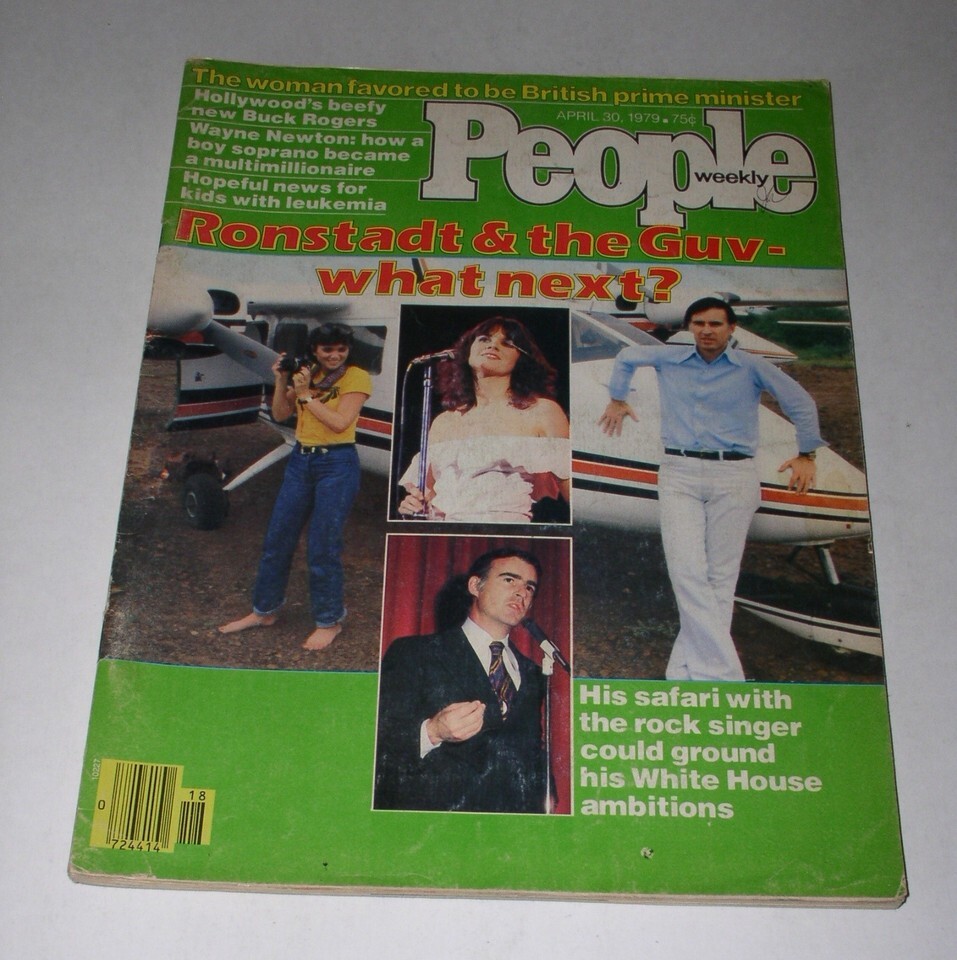 The woman favored to be British prime minister
Hollywood's beefy
new Buck Rogers
Wayne Newton: how a
boy soprano became
a multimillionaire
Hopeful news for
kids with leukemia
APRIL 30, 1979 ▪ 75¢
People
weekly
Ronstadt & the Guv-
what next?
His safari with
the rock singer
could ground
his White House
ambitions
10227
18
0
724414